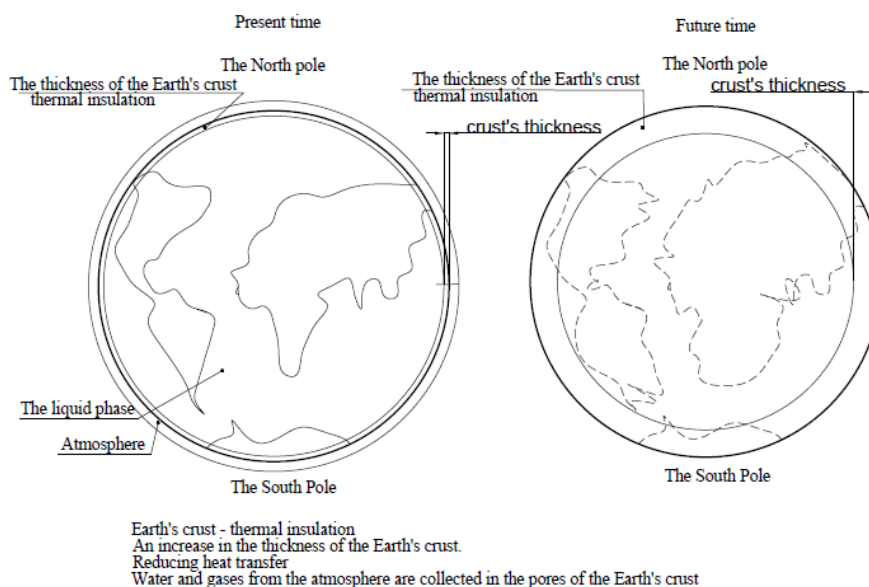 Present time
The North pole
The thickness of the Earth's crust
thermal insulation
crust's thickness
The liquid phase
Atmosphere
The South Pole
Future time
The North pole
The thickness of the Earth's crust
thermal insulation
crust's thickness
The South Pole
Earth's crust - thermal insulation
An increase in the thickness of the Earth's crust.
Reducing heat transfer
Water and gases from the atmosphere are collected in the pores of the Earth's crust